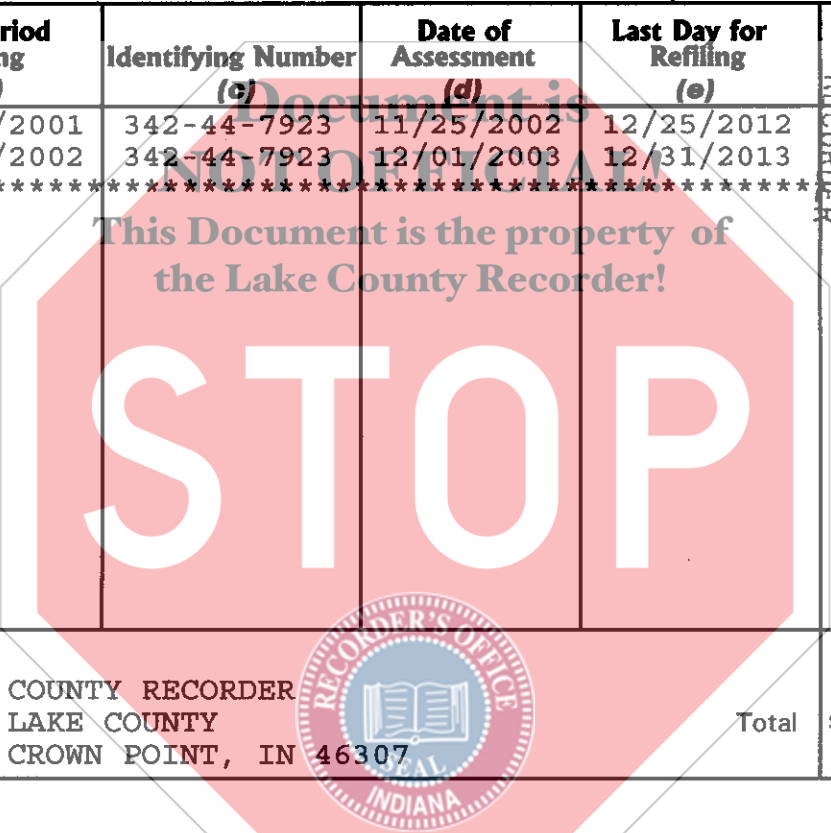 riod Date of Last Day for
ng Identifying Number Assessment Refiling
) (c) (d) (e)
Document is
/2001 342-44-7923 11/25/2002 12/25/2012
/2002 342-44-7923 12/01/2003 12/31/2013
NOT OFFICIAL!
This Document is the property of
the Lake County Recorder!
STOP
COUNTY RECORDER
LAKE COUNTY Total $
CROWN POINT, IN 46307
RECORDER'S OFFICE
SEAL
INDIANA